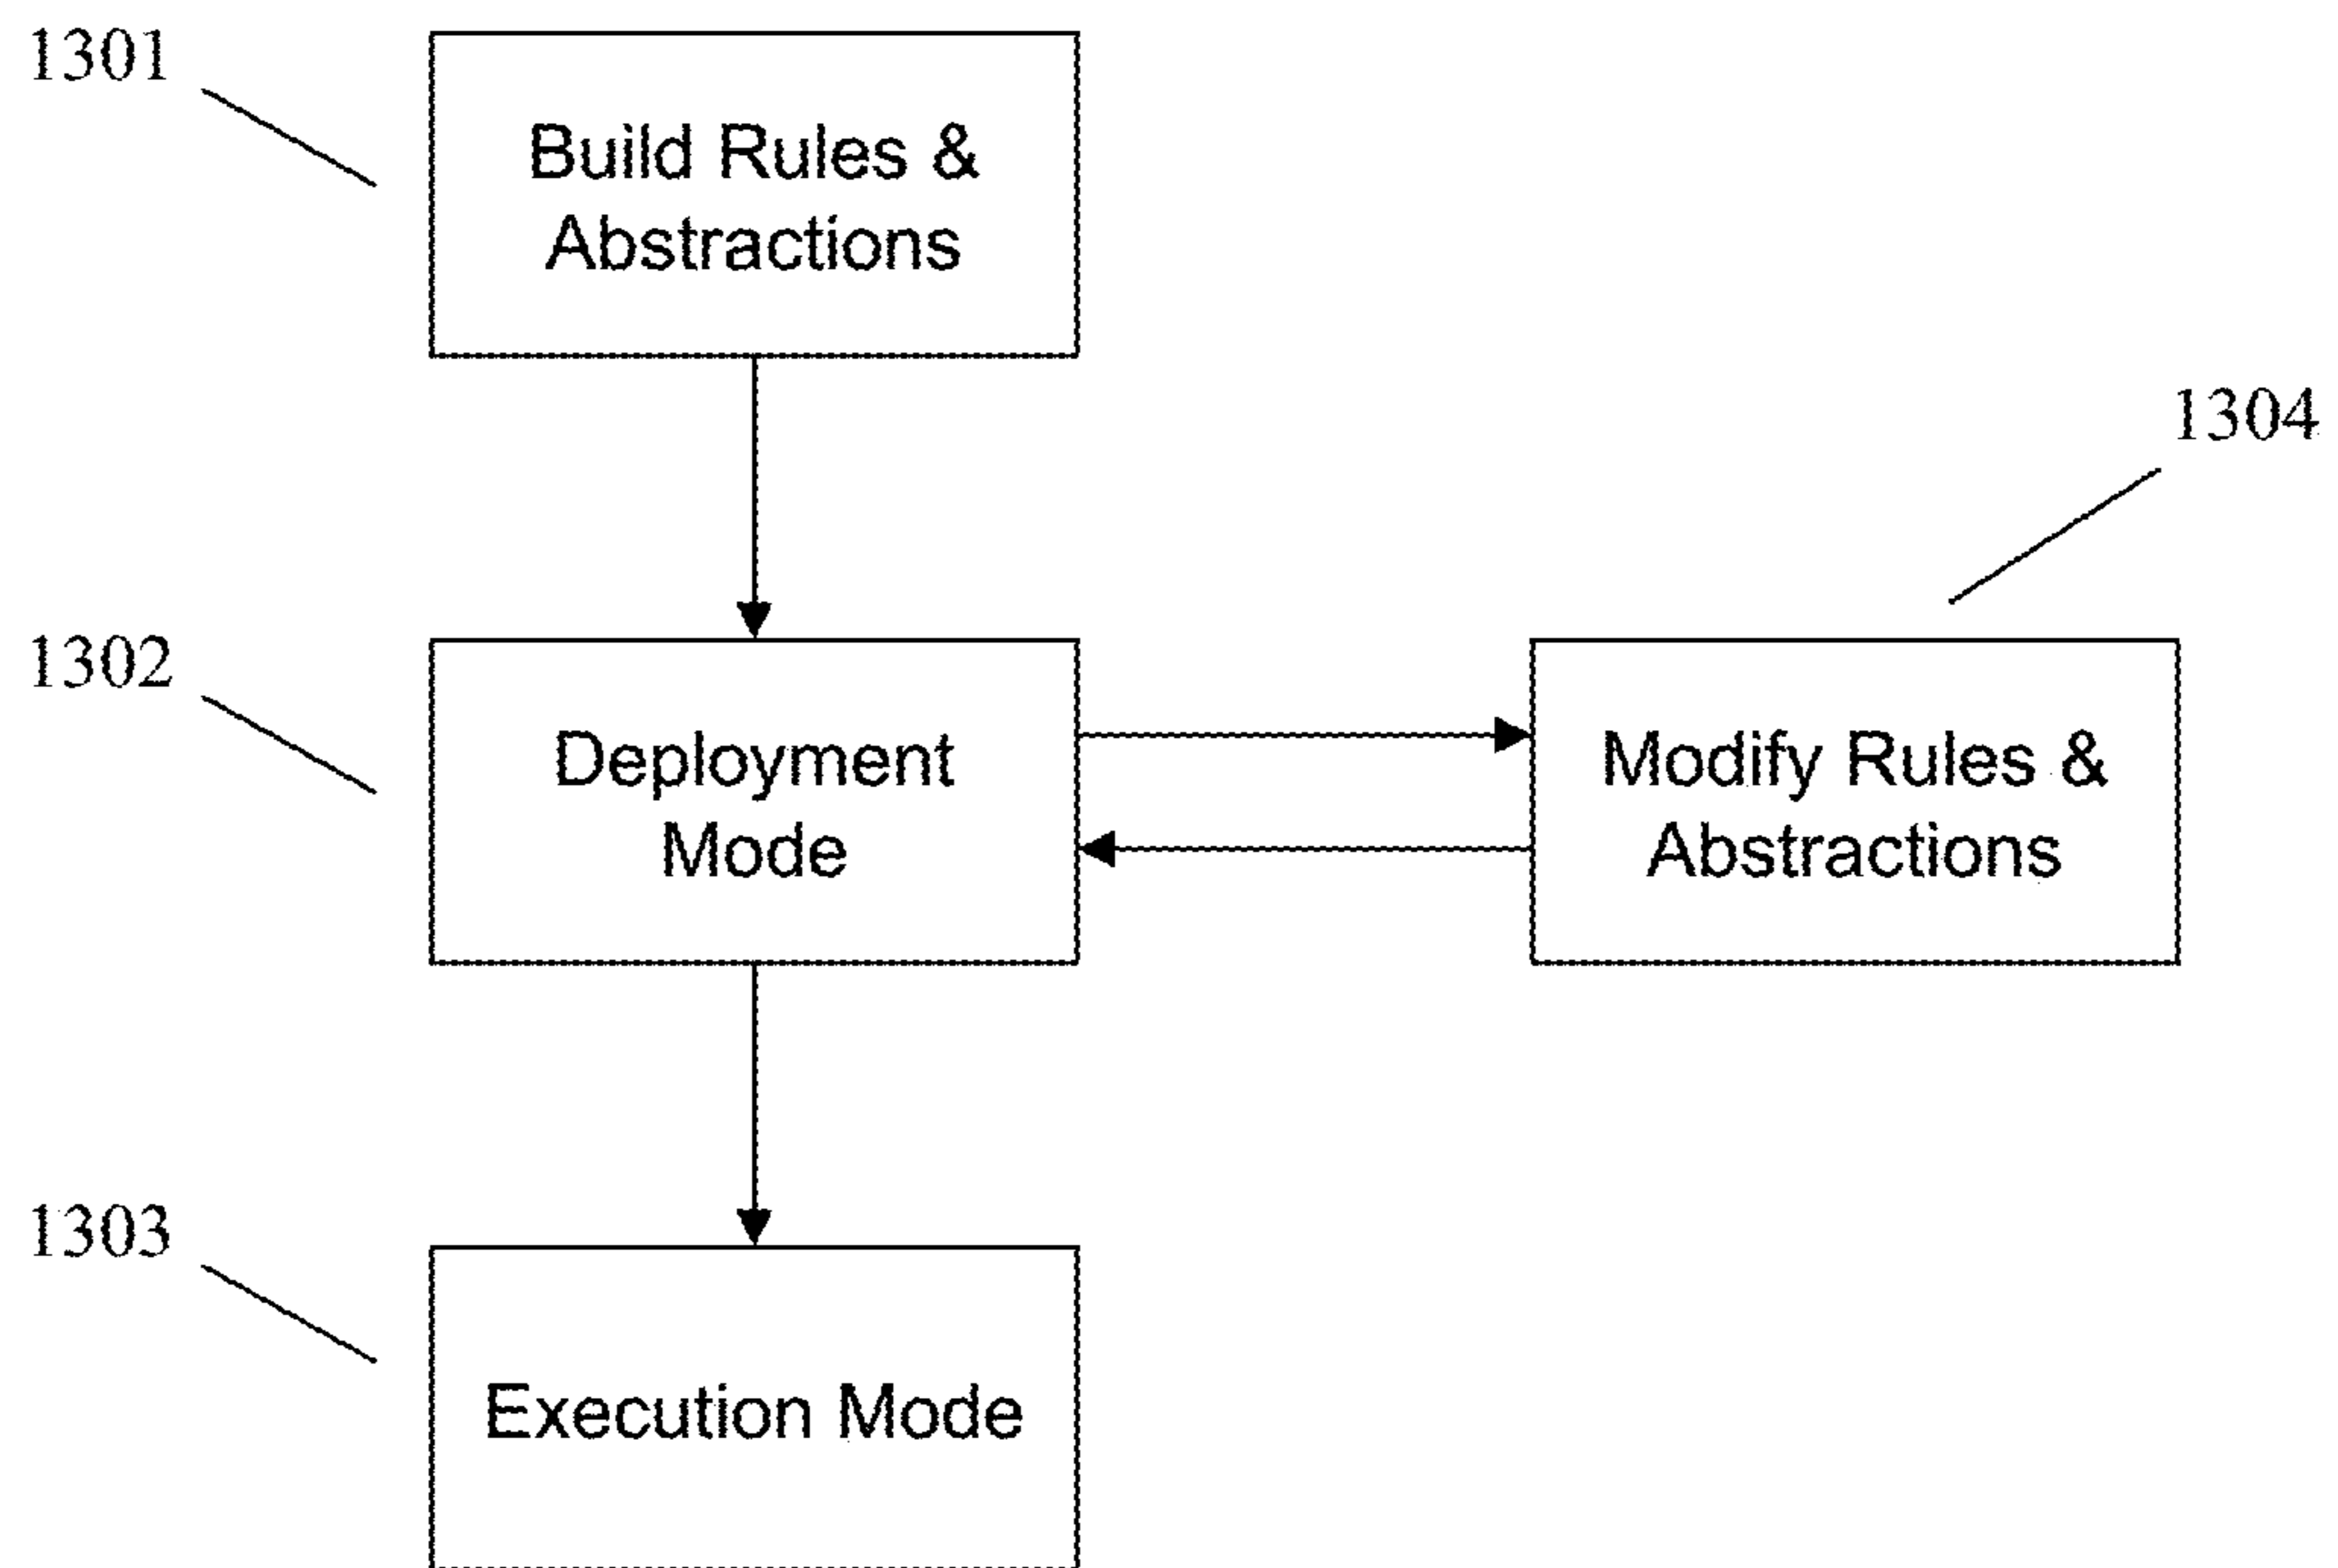 1301
Build Rules &
Abstractions
1304
1302
Deployment
Mode
Modify Rules &
Abstractions
1303
Execution Mode